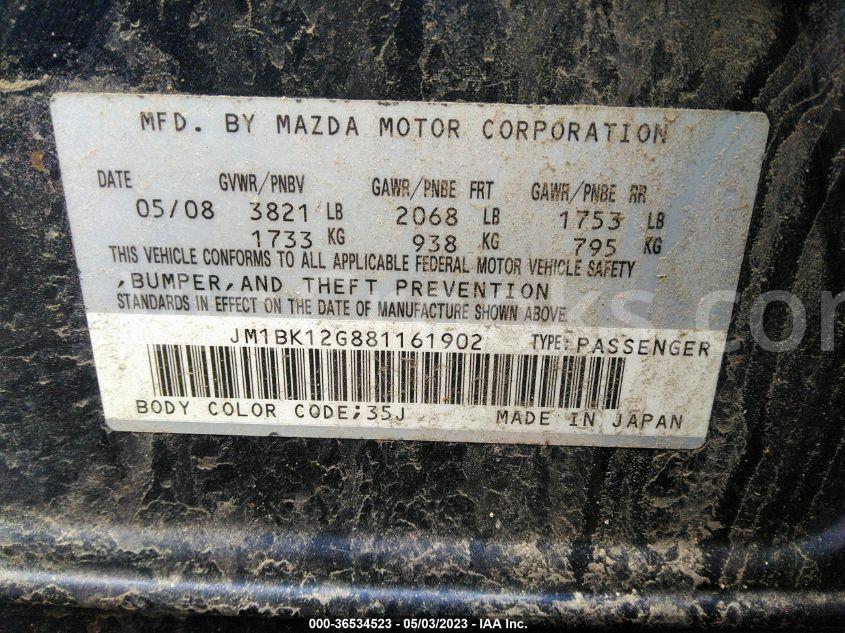 MFD. BY MAZDA MOTOR CORPORATION
DATE GVWR/PNBV GAWR/PNBE FRT GAWR/PNBE RR
05/08 3821 LB 2068 LB 1753 LB
1733 KG 938 KG 795 KG
THIS VEHICLE CONFORMS TO ALL APPLICABLE FEDERAL MOTOR VEHICLE SAFETY
,BUMPER,AND THEFT PREVENTION
STANDARDS IN EFFECT ON THE DATE OF MANUFACTURE SHOWN ABOVE.
JM1BK12G881161902 TYPE:PASSENGER
BODY COLOR CODE;35J MADE IN JAPAN
000-36534523 - 05/03/2023 - IAA Inc.